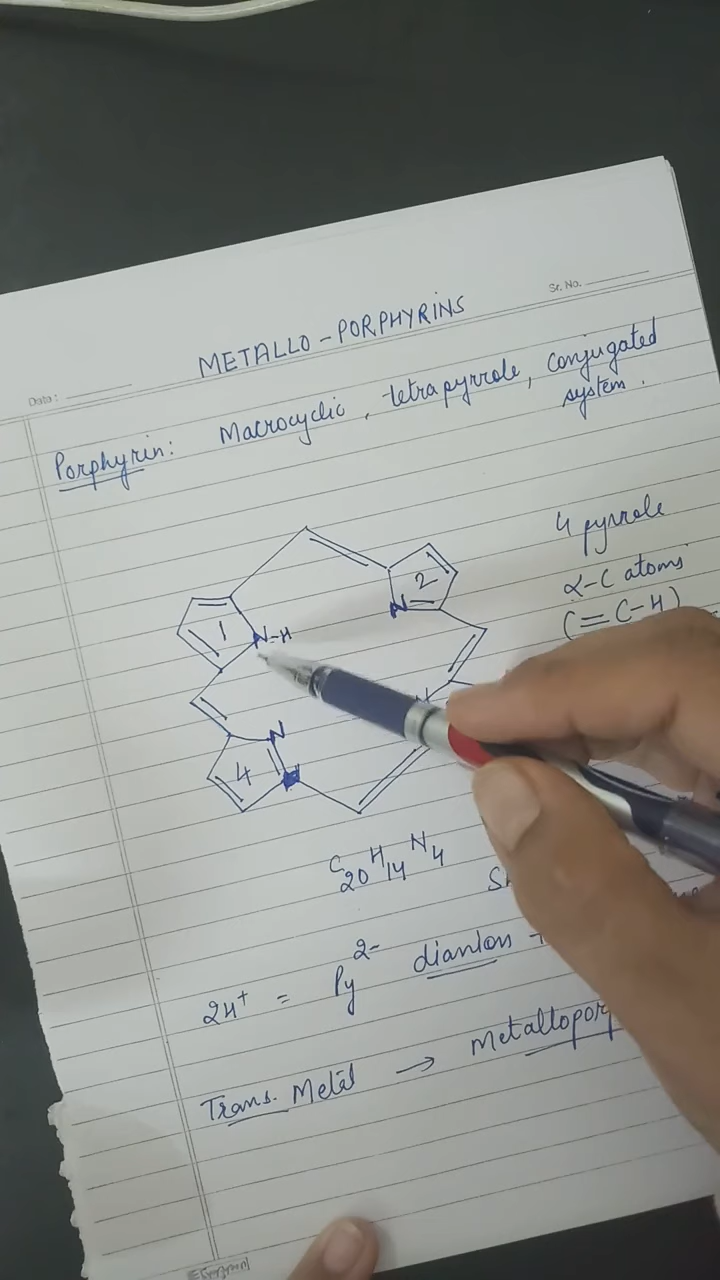 Sr. No.
METALLO-PORPHYRINS
Date:
Porphyrin: Macrocyclic, tetrapyrrole, conjugated
system.
4 pyrrole
α-C atoms
(=C-H)
1
2
N-H
N
N
4
C20H14N4
2H+ = Py2- dianion +
Trans. Metal → Metallopor